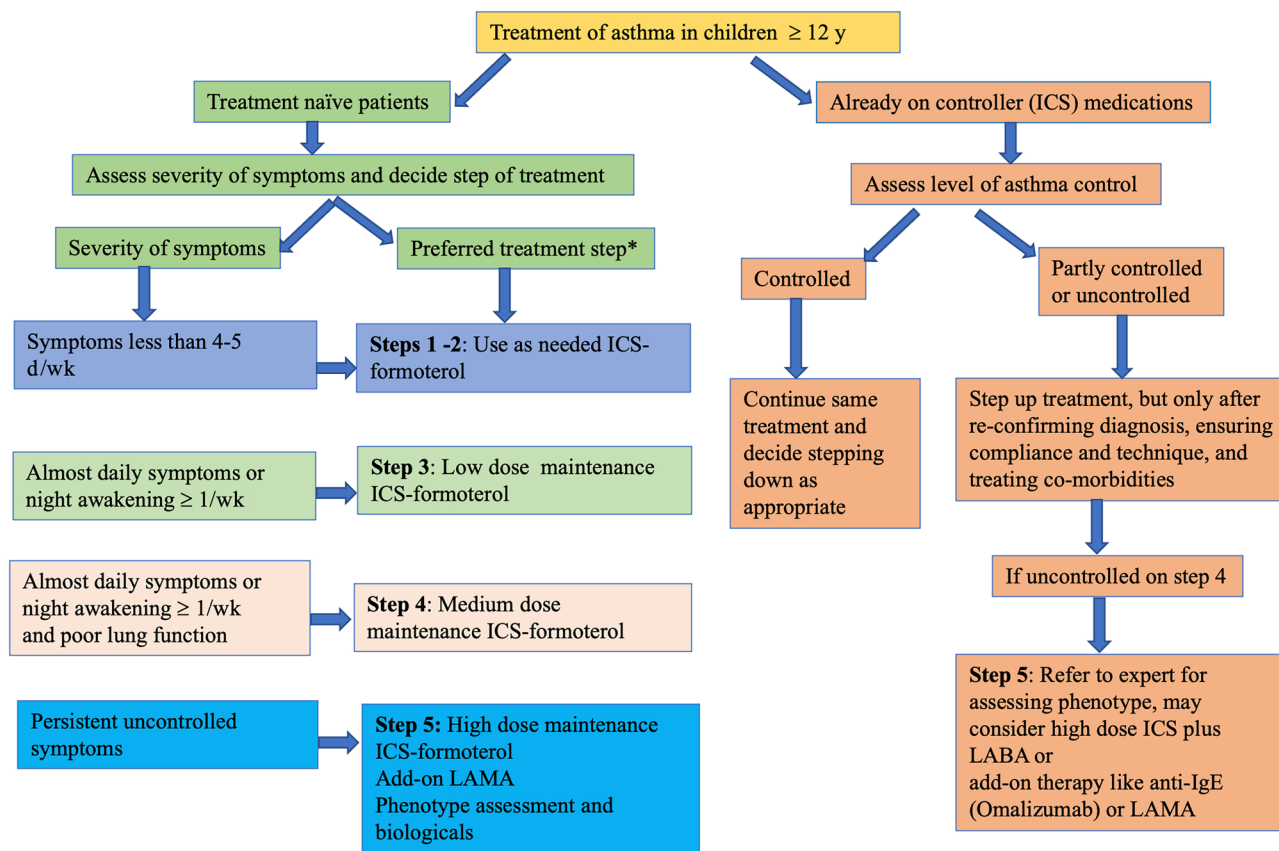 Treatment of asthma in children ≥ 12 y
Treatment naïve patients
Assess severity of symptoms and decide step of treatment
Severity of symptoms
Preferred treatment step*
Symptoms less than 4-5
d/wk
Steps 1 -2: Use as needed ICS-
formoterol
Almost daily symptoms or
night awakening ≥ 1/wk
Step 3: Low dose maintenance
ICS-formoterol
Almost daily symptoms or
night awakening ≥ 1/wk
and poor lung function
Step 4: Medium dose
maintenance ICS-formoterol
Persistent uncontrolled
symptoms
Step 5: High dose maintenance
ICS-formoterol
Add-on LAMA
Phenotype assessment and
biologicals
Already on controller (ICS) medications
Assess level of asthma control
Controlled
Continue same
treatment and
decide stepping
down as
appropriate
Partly controlled
or uncontrolled
Step up treatment, but only after
re-confirming diagnosis, ensuring
compliance and technique, and
treating co-morbidities
If uncontrolled on step 4
Step 5: Refer to expert for
assessing phenotype, may
consider high dose ICS plus
LABA or
add-on therapy like anti-IgE
(Omalizumab) or LAMA